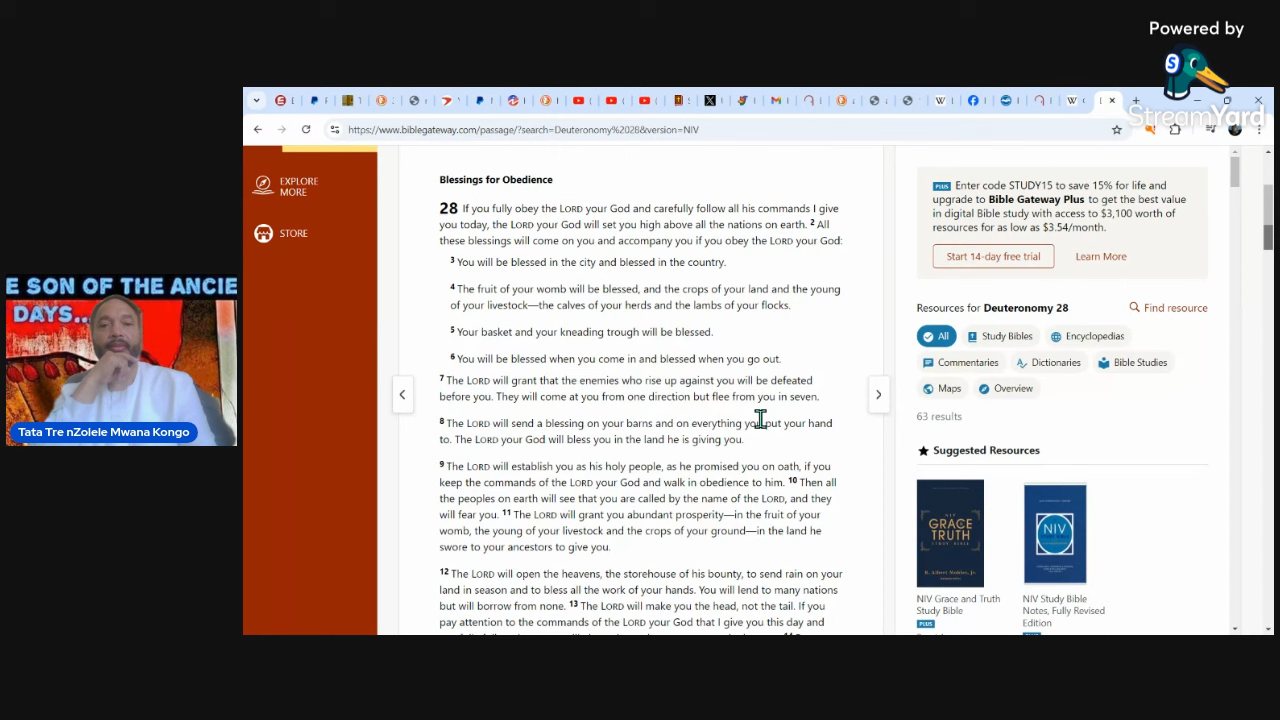 Powered by
S
StreamYard
https://www.biblegateway.com/passage/?search=Deuteronomy%2028&version=NIV
EXPLORE
MORE
STORE
Blessings for Obedience
28 If you fully obey the LORD your God and carefully follow all his commands I give
you today, the LORD your God will set you high above all the nations on earth. 2 All
these blessings will come on you and accompany you if you obey the LORD your God:
3 You will be blessed in the city and blessed in the country.
4 The fruit of your womb will be blessed, and the crops of your land and the young
of your livestock—the calves of your herds and the lambs of your flocks.
5 Your basket and your kneading trough will be blessed.
6 You will be blessed when you come in and blessed when you go out.
7 The LORD will grant that the enemies who rise up against you will be defeated
before you. They will come at you from one direction but flee from you in seven.
8 The LORD will send a blessing on your barns and on everything you put your hand
to. The LORD your God will bless you in the land he is giving you.
9 The LORD will establish you as his holy people, as he promised you on oath, if you
keep the commands of the LORD your God and walk in obedience to him. 10 Then all
the peoples on earth will see that you are called by the name of the LORD, and they
will fear you. 11 The LORD will grant you abundant prosperity—in the fruit of your
womb, the young of your livestock and the crops of your ground—in the land he
swore to your ancestors to give you.
12 The LORD will open the heavens, the storehouse of his bounty, to send rain on your
land in season and to bless all the work of your hands. You will lend to many nations
but will borrow from none. 13 The LORD will make you the head, not the tail. If you
pay attention to the commands of the LORD your God that I give you this day and
PLUS Enter code STUDY15 to save 15% for life and
upgrade to Bible Gateway Plus to get the best value
in digital Bible study with access to $3,100 worth of
resources for as low as $3.54/month.
Start 14-day free trial
Learn More
Resources for Deuteronomy 28
Find resource
All
Study Bibles
Encyclopedias
Commentaries
Dictionaries
Bible Studies
Maps
Overview
63 results
Suggested Resources
NIV
GRACE
TRUTH
STUDY BIBLE
NIV
NIV Grace and Truth
Study Bible
PLUS
NIV Study Bible
Notes, Fully Revised
Edition
E SON OF THE ANCIE
DAYS...
Tata Tre nZolele Mwana Kongo